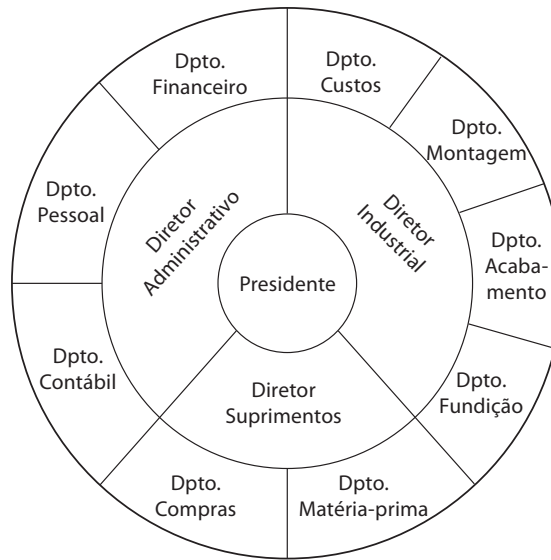 Dpto.
Financeiro
Dpto.
Custos
Dpto.
Montagem
Dpto.
Pessoal
Diretor
Administrativo
Diretor
Industrial
Dpto.
Acaba-
mento
Presidente
Dpto.
Contábil
Diretor
Suprimentos
Dpto.
Fundição
Dpto.
Compras
Dpto.
Matéria-prima